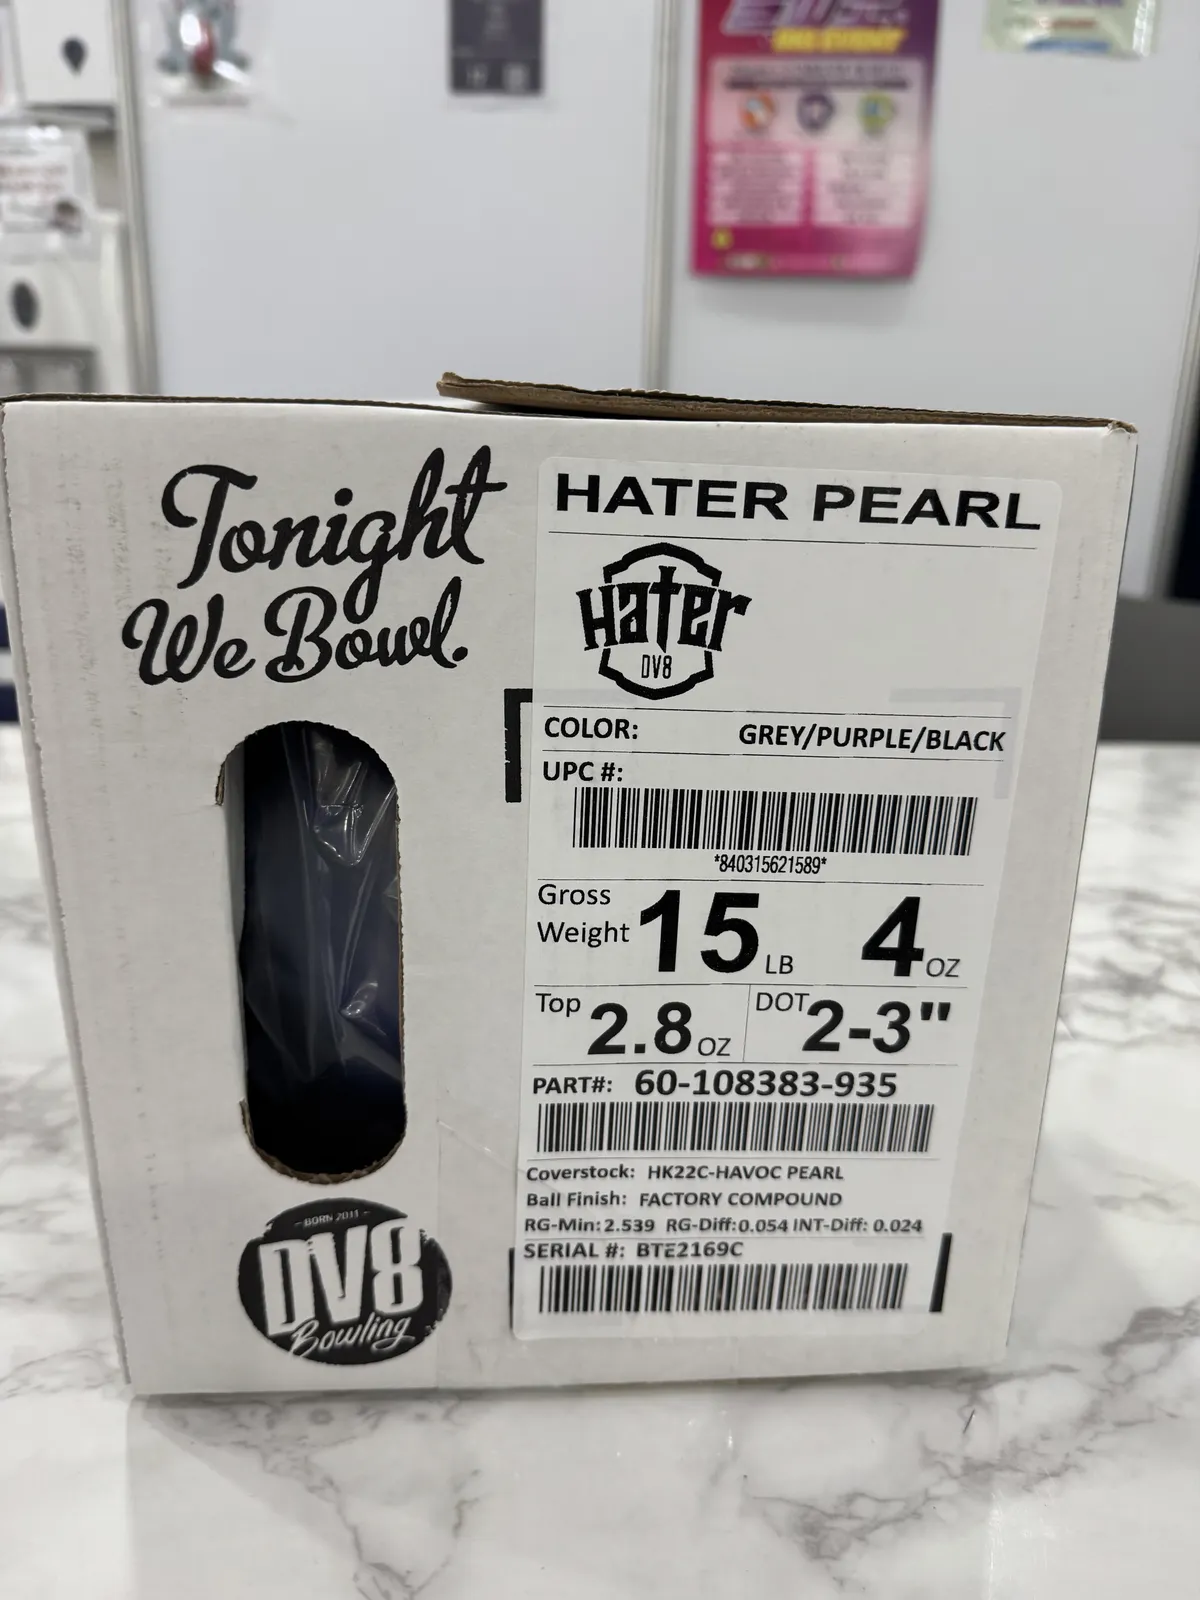 Tonight
We Bowl.
HATER PEARL
Hater
DV8
COLOR: GREY/PURPLE/BLACK
UPC #:
*840315621589*
Gross
Weight 15 LB 4 OZ
Top 2.8 OZ DOT 2-3"
PART#: 60-108383-935
Coverstock: HK22C-HAVOC PEARL
Ball Finish: FACTORY COMPOUND
RG-Min: 2.539 RG-Diff: 0.054 INT-Diff: 0.024
SERIAL #: BTE2169C
- BORN 2011 -
DV8
Bowling